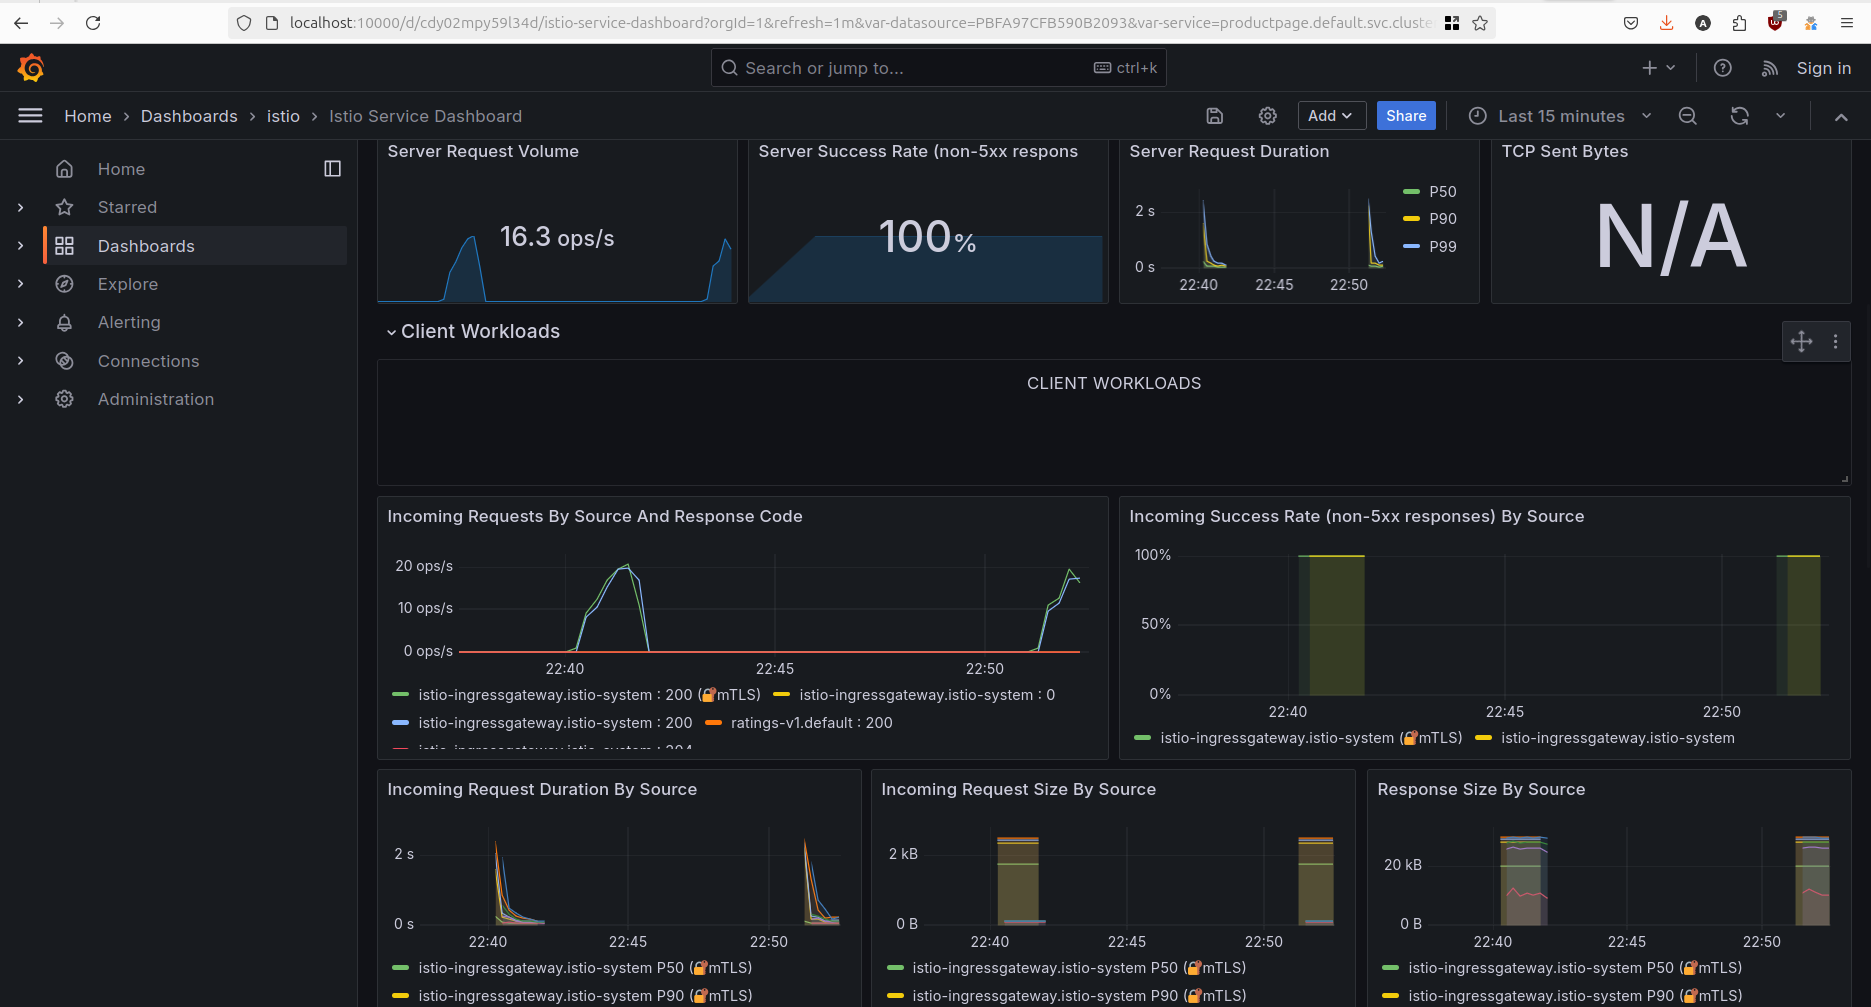 localhost:10000/d/cdy02mpy59l34d/istio-service-dashboard?orgId=1&refresh=1m&var-datasource=PBFA97CFB590B2093&var-service=productpage.default.svc.cluste
5
Search or jump to...
ctrl+k
Sign in
Home › Dashboards › istio › Istio Service Dashboard
Add
Share
Last 15 minutes
Home
Starred
Dashboards
Explore
Alerting
Connections
Administration
Server Request Volume
16.3 ops/s
Server Success Rate (non-5xx respons
100%
Server Request Duration
2 s
0 s
22:40 22:45 22:50
P50
P90
P99
TCP Sent Bytes
N/A
Client Workloads
CLIENT WORKLOADS
Incoming Requests By Source And Response Code
20 ops/s
10 ops/s
0 ops/s
22:40 22:45 22:50
istio-ingressgateway.istio-system : 200 (🔐mTLS) istio-ingressgateway.istio-system : 0
istio-ingressgateway.istio-system : 200 ratings-v1.default : 200
istio-ingressgateway.istio-system : 204
Incoming Success Rate (non-5xx responses) By Source
100%
50%
0%
22:40 22:45 22:50
istio-ingressgateway.istio-system (🔐mTLS) istio-ingressgateway.istio-system
Incoming Request Duration By Source
2 s
0 s
22:40 22:45 22:50
istio-ingressgateway.istio-system P50 (🔐mTLS)
istio-ingressgateway.istio-system P90 (🔐mTLS)
Incoming Request Size By Source
2 kB
0 B
22:40 22:45 22:50
istio-ingressgateway.istio-system P50 (🔐mTLS)
istio-ingressgateway.istio-system P90 (🔐mTLS)
Response Size By Source
20 kB
0 B
22:40 22:45 22:50
istio-ingressgateway.istio-system P50 (🔐mTLS)
istio-ingressgateway.istio-system P90 (🔐mTLS)